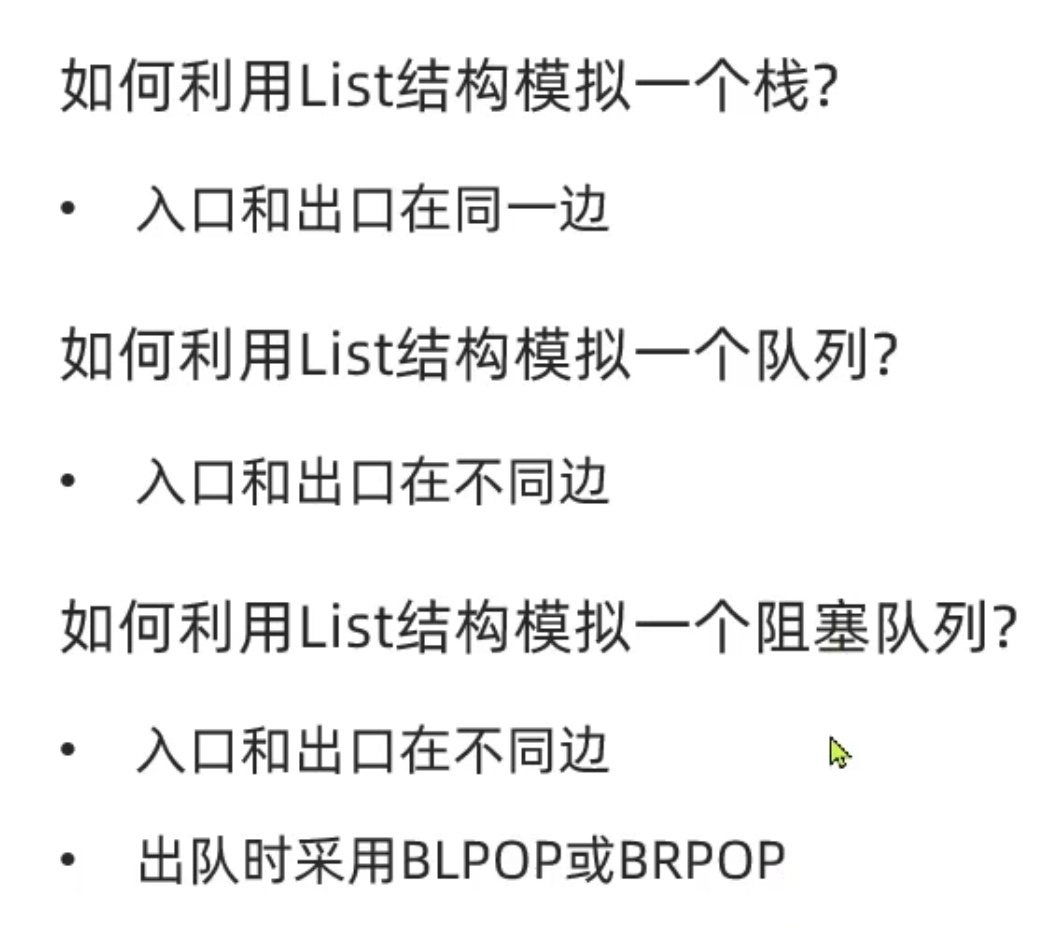 如何利用List结构模拟一个栈?
• 入口和出口在同一边
如何利用List结构模拟一个队列?
• 入口和出口在不同边
如何利用List结构模拟一个阻塞队列?
• 入口和出口在不同边
• 出队时采用BLPOP或BRPOP